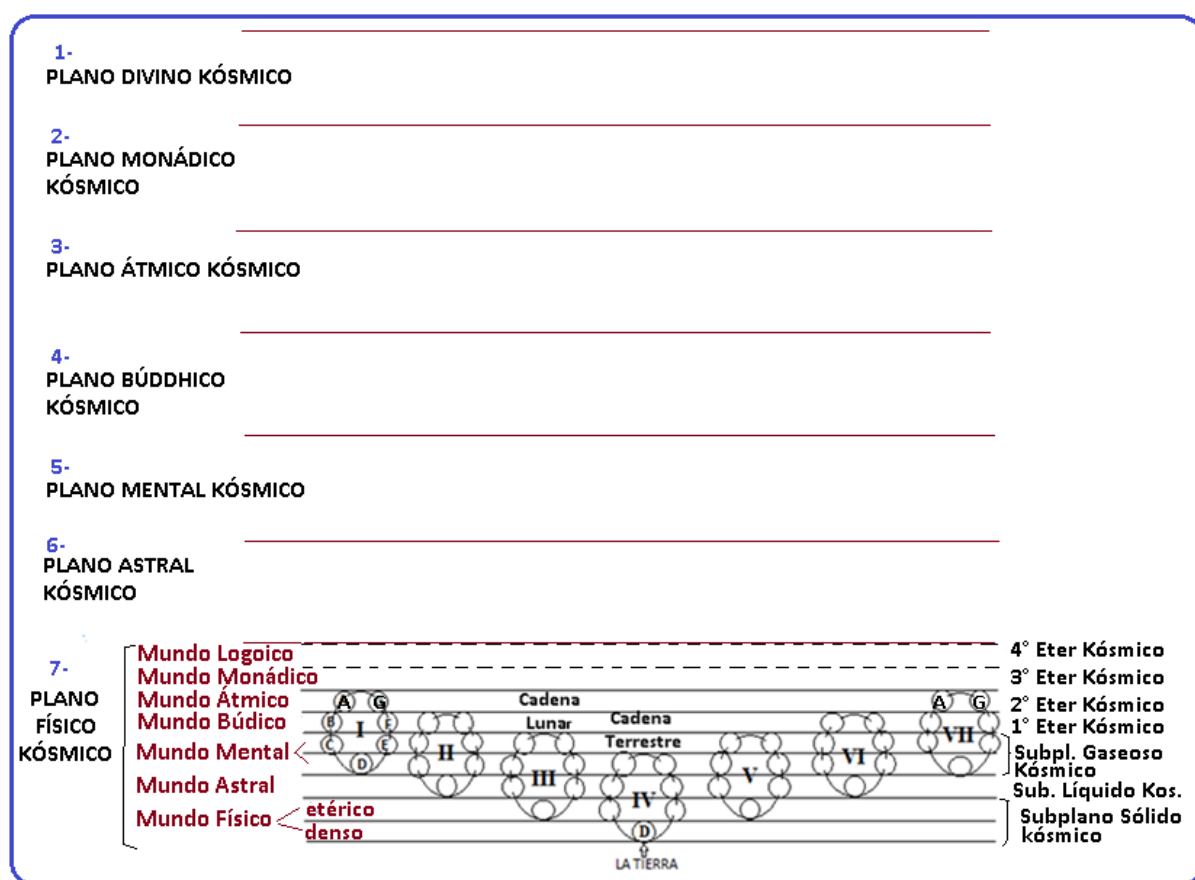 1-
PLANO DIVINO KÓSMICO
2-
PLANO MONÁDICO
KÓSMICO
3-
PLANO ÁTMICO KÓSMICO
4-
PLANO BÚDDHICO
KÓSMICO
5-
PLANO MENTAL KÓSMICO
6-
PLANO ASTRAL
KÓSMICO
7-
PLANO
FÍSICO
KÓSMICO
Mundo Logoico
Mundo Monádico
Mundo Átmico
Mundo Búdico
Mundo Mental
Mundo Astral
Mundo Físico
etérico
denso
A G
B I F
C E
D
II
Cadena
Lunar
III
Cadena
Terrestre
IV
D
LA TIERRA
V
VI
A G
VII
4° Eter Kósmico
3° Eter Kósmico
2° Eter Kósmico
1° Eter Kósmico
Subpl. Gaseoso
Kósmico
Sub. Líquido Kos.
Subplano Sólido
kósmico